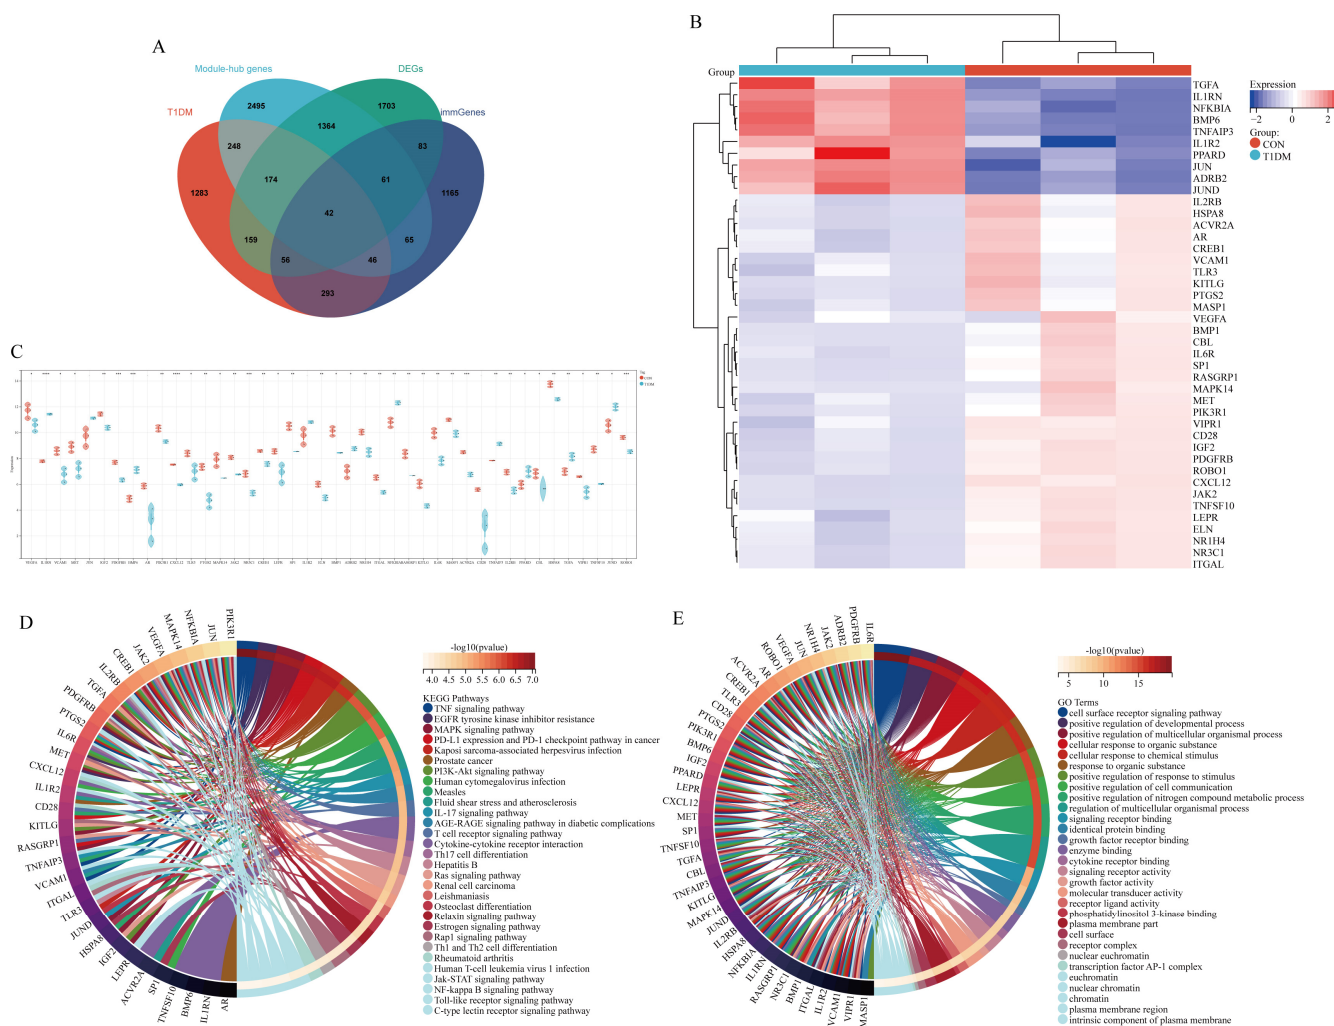 A
Module-hub genes
DEGs
T1DM
immGenes
2495
1703
1364
248
83
174
61
1283
1165
42
159
65
56
46
293
B
Group
TGFA
IL1RN
NFKBIA
BMP6
TNFAIP3
IL1R2
PPARD
JUN
ADRB2
JUND
IL2RB
HSPA8
ACVR2A
AR
CREB1
VCAM1
TLR3
KITLG
PTGS2
MASP1
VEGFA
BMP1
CBL
IL6R
SP1
RASGRP1
MAPK14
MET
PIK3R1
VIPR1
CD28
IGF2
PDGFRB
ROBO1
CXCL12
JAK2
TNFSF10
LEPR
ELN
NR1H4
NR3C1
ITGAL
Expression
−2 0 2
Group:
CON
T1DM
C
CON
T1DM
D
PIK3R1
JUN
NFKBIA
MAPK14
VEGFA
JAK2
CREB1
IL2RB
TGFA
PDGFRB
PTGS2
IL6R
MET
CXCL12
IL1R2
CD28
KITLG
RASGRP1
TNFAIP3
VCAM1
ITGAL
TLR3
JUND
HSPA8
IGF2
LEPR
ACVR2A
SP1
TNFSF10
BMP6
IL1RN
AR
-log10(pvalue)
4.0 4.5 5.0 5.5 6.0 6.5 7.0
KEGG Pathways
TNF signaling pathway
EGFR tyrosine kinase inhibitor resistance
MAPK signaling pathway
PD-L1 expression and PD-1 checkpoint pathway in cancer
Kaposi sarcoma-associated herpesvirus infection
Prostate cancer
PI3K-Akt signaling pathway
Human cytomegalovirus infection
Measles
Fluid shear stress and atherosclerosis
IL-17 signaling pathway
AGE-RAGE signaling pathway in diabetic complications
T cell receptor signaling pathway
Cytokine-cytokine receptor interaction
Th17 cell differentiation
Hepatitis B
Ras signaling pathway
Renal cell carcinoma
Leishmaniasis
Osteoclast differentiation
Relaxin signaling pathway
Estrogen signaling pathway
Rap1 signaling pathway
Th1 and Th2 cell differentiation
Rheumatoid arthritis
Human T-cell leukemia virus 1 infection
Jak-STAT signaling pathway
NF-kappa B signaling pathway
Toll-like receptor signaling pathway
C-type lectin receptor signaling pathway
E
IL6R
PDGFRB
ADRB2
JAK2
NR1H4
JUN
VEGFA
ROBO1
AR
ACVR2A
CREB1
TLR3
CD28
PTGS2
PIK3R1
BMP6
IGF2
PPARD
LEPR
CXCL12
MET
SP1
TNFSF10
TGFA
CBL
TNFAIP3
KITLG
MAPK14
JUND
IL2RB
HSPA8
NFKBIA
IL1RN
RASGRP1
NR3C1
BMP1
ITGAL
IL1R2
VCAM1
VIPR1
MASP1
-log10(pvalue)
5 10 15
GO Terms
cell surface receptor signaling pathway
positive regulation of developmental process
positive regulation of multicellular organismal process
cellular response to organic substance
cellular response to chemical stimulus
response to organic substance
positive regulation of response to stimulus
positive regulation of cell communication
positive regulation of nitrogen compound metabolic process
regulation of multicellular organismal process
signaling receptor binding
identical protein binding
growth factor receptor binding
enzyme binding
cytokine receptor binding
signaling receptor activity
growth factor activity
molecular transducer activity
receptor ligand activity
phosphatidylinositol 3-kinase binding
plasma membrane part
cell surface
receptor complex
nuclear euchromatin
transcription factor AP-1 complex
euchromatin
nuclear chromatin
chromatin
plasma membrane region
intrinsic component of plasma membrane